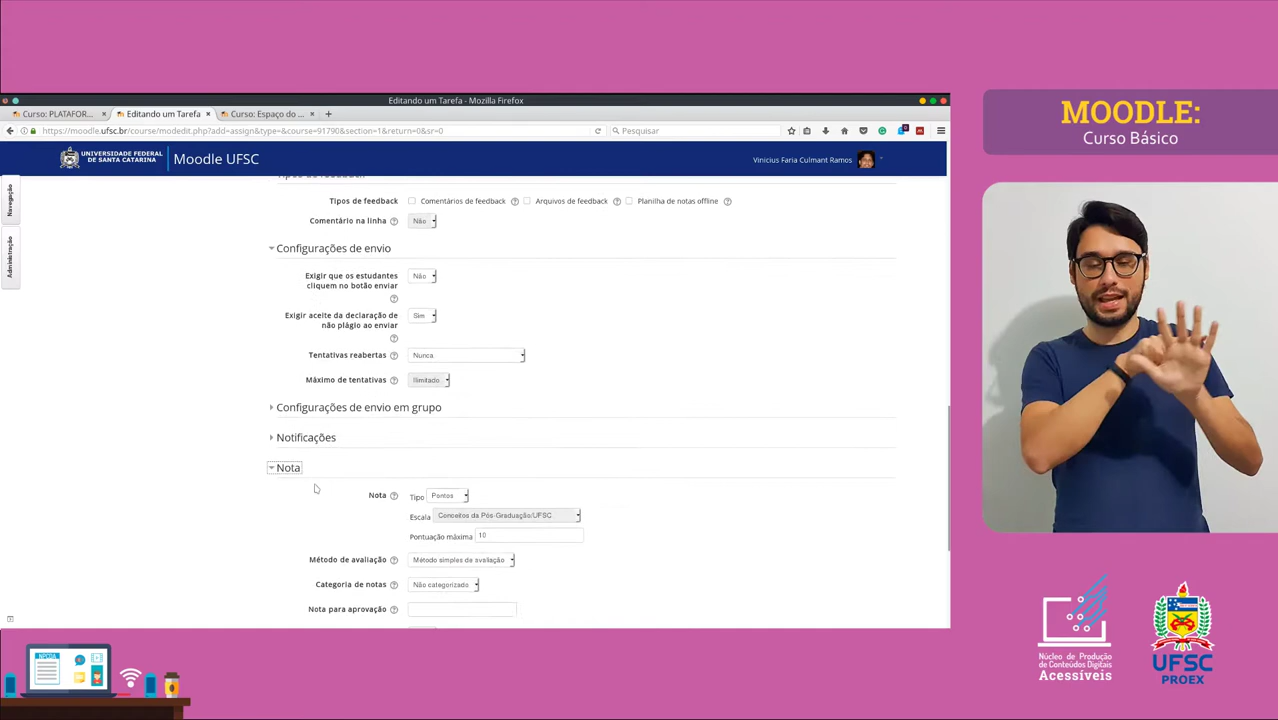 Editando um Tarefa - Mozilla Firefox
Curso: PLATAFOR... ×
Editando um Tarefa ×
Curso: Espaço do ... ×
https://moodle.ufsc.br/course/modedit.php?add=assign&type=&course=91790&section=1&return=0&sr=0
Pesquisar
UNIVERSIDADE FEDERAL
DE SANTA CATARINA
Moodle UFSC
Vinicius Faria Culmant Ramos
Navegação
Administração
Tipos de feedback
Tipos de feedback Comentários de feedback Arquivos de feedback Planilha de notas offline
Comentário na linha Não
Configurações de envio
Exigir que os estudantes
cliquem no botão enviar Não
Exigir aceite da declaração de
não plágio ao enviar Sim
Tentativas reabertas Nunca
Máximo de tentativas Ilimitado
Configurações de envio em grupo
Notificações
Nota
Nota Tipo Pontos
Escala Conceitos da Pós-Graduação/UFSC
Pontuação máxima 10
Método de avaliação Método simples de avaliação
Categoria de notas Não categorizado
Nota para aprovação
MOODLE:
Curso Básico
Núcleo de Produção
de Conteúdos Digitais
Acessíveis
UFSC
PROEX
NPCDA